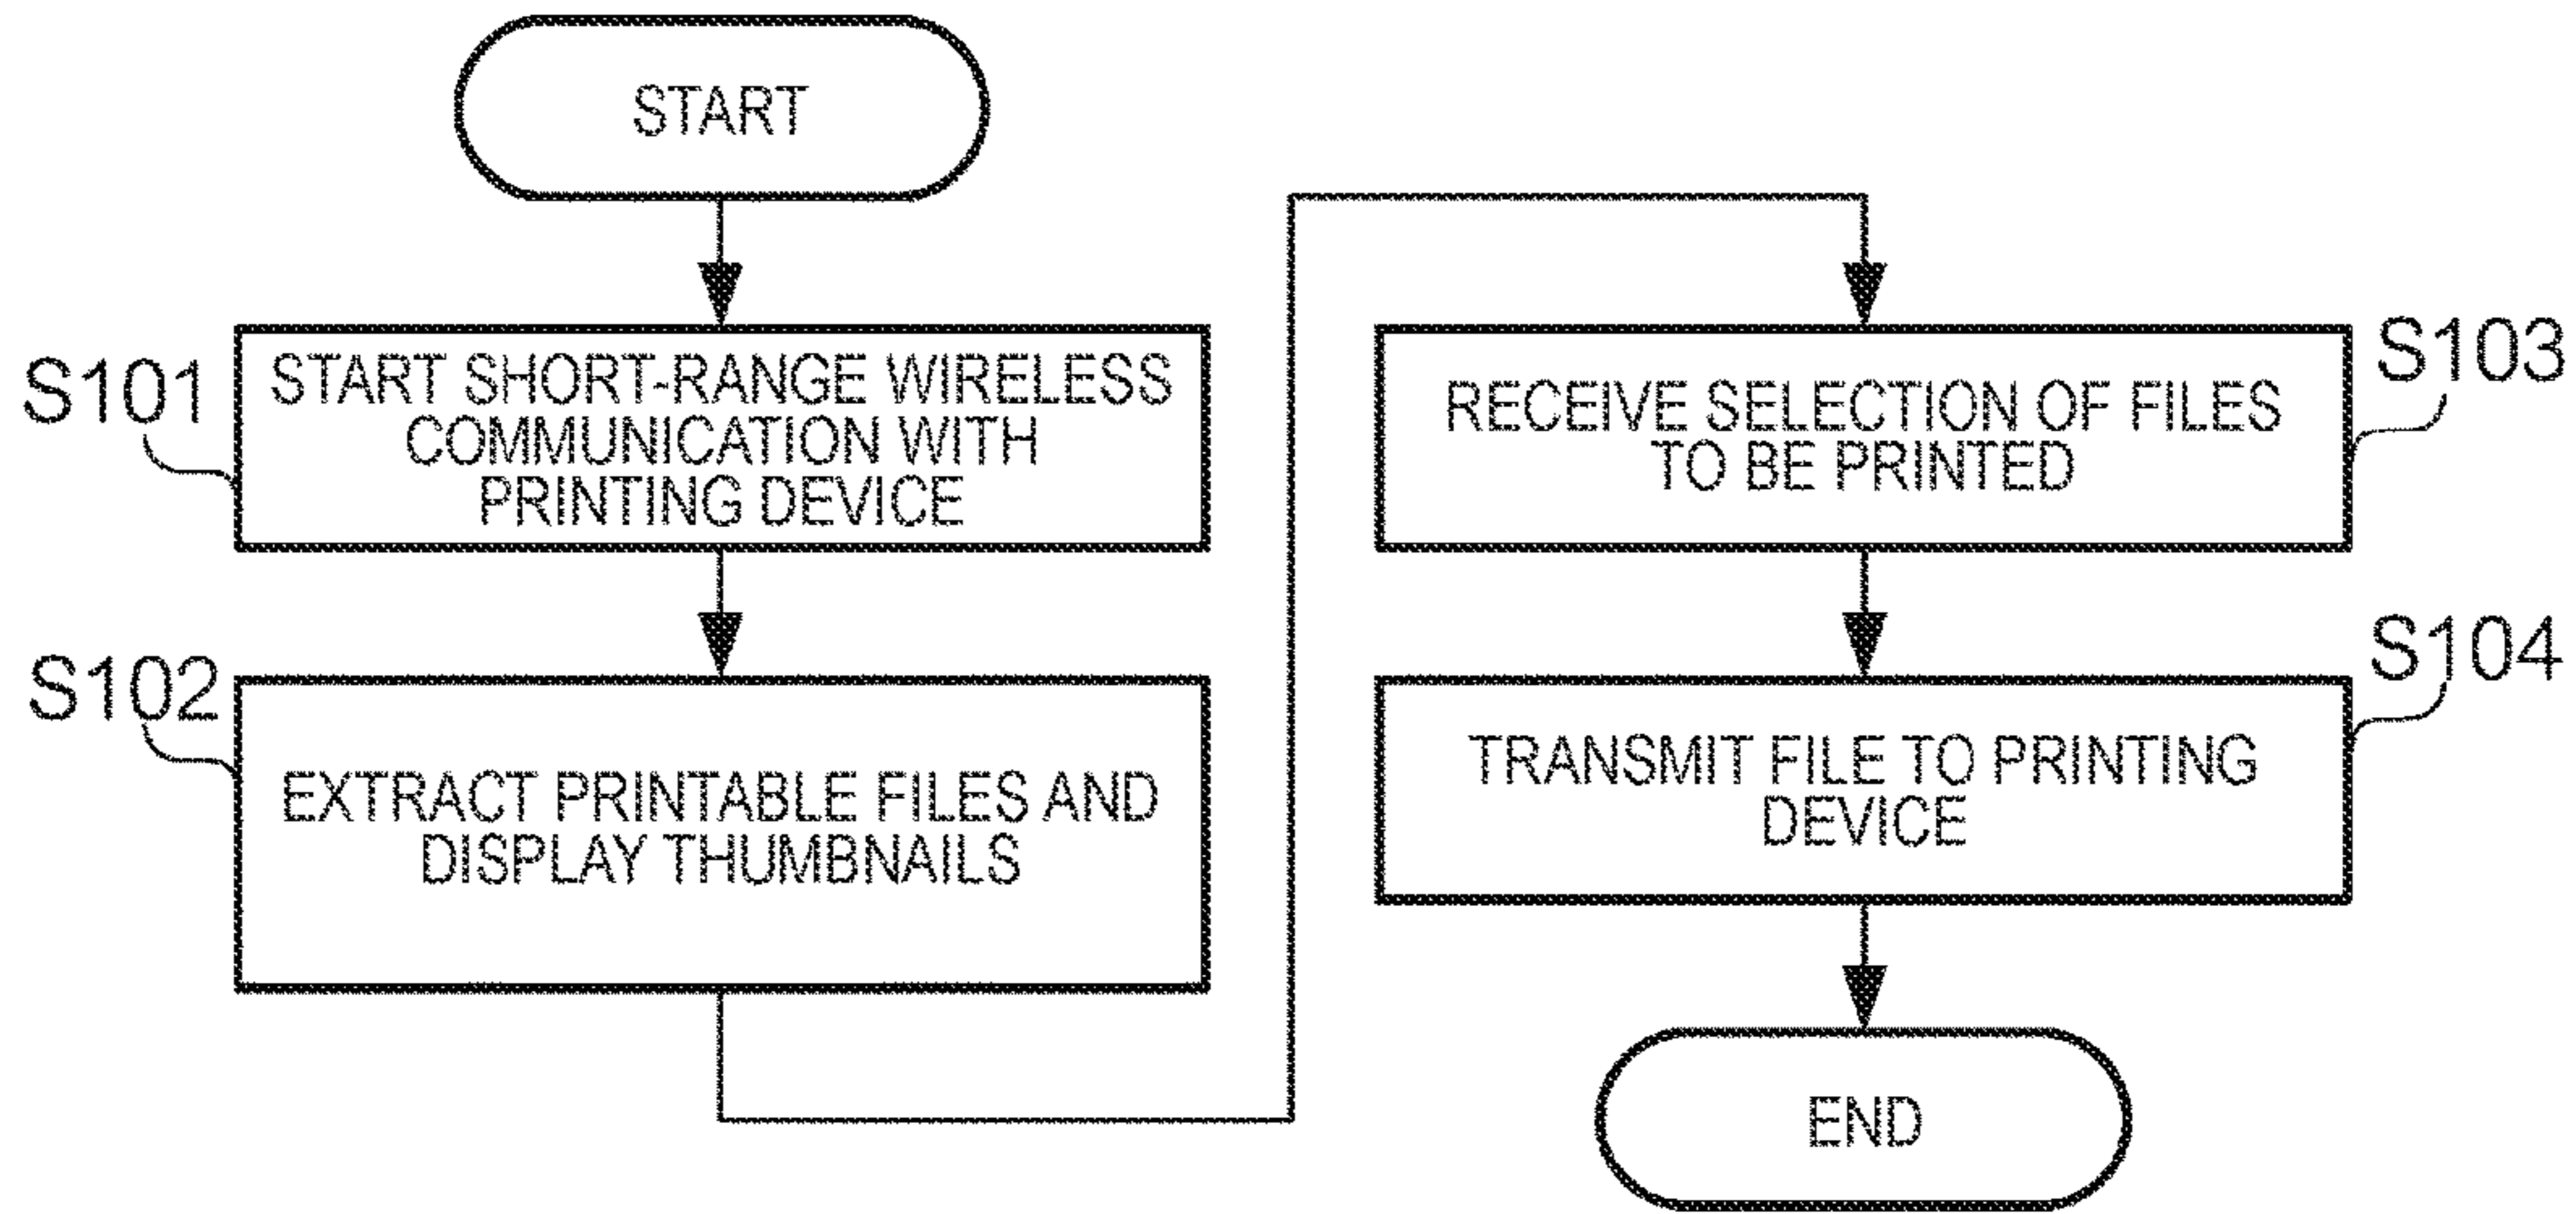 START
S101
START SHORT-RANGE WIRELESS
COMMUNICATION WITH
PRINTING DEVICE
S102
EXTRACT PRINTABLE FILES AND
DISPLAY THUMBNAILS
S103
RECEIVE SELECTION OF FILES
TO BE PRINTED
S104
TRANSMIT FILE TO PRINTING
DEVICE
END